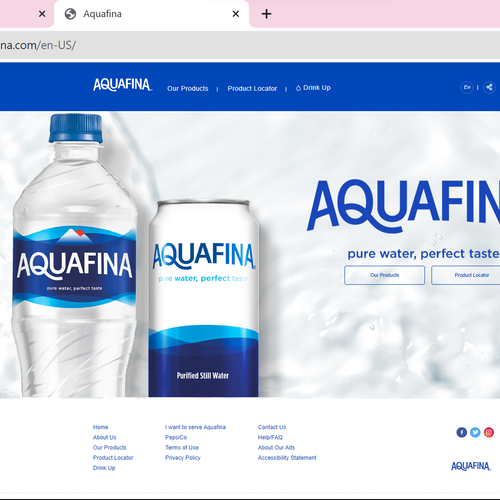 Aquafina
na.com/en-US/
AQUAFINA
Our Products | Product Locator | Drink Up
En |
AQUAFIN
pure water, perfect taste
Our Products
Product Locator
AQUAFINA
pure water, perfect taste
AQUAFINA
pure water, perfect taste
Purified Still Water
Home
About Us
Our Products
Product Locator
Drink Up
I want to serve Aquafina
PepsiCo
Terms of Use
Privacy Policy
Contact Us
Help/FAQ
About Our Ads
Accessibility Statement
AQUAFINA